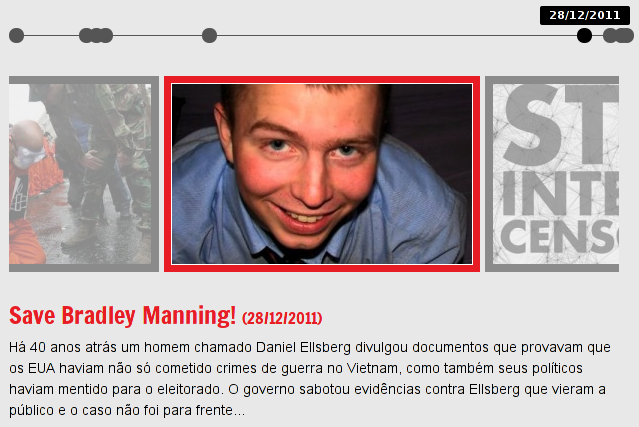 28/12/2011
ST
INTE
CENS
Save Bradley Manning! (28/12/2011)
Há 40 anos atrás um homem chamado Daniel Ellsberg divulgou documentos que provavam que
os EUA haviam não só cometido crimes de guerra no Vietnam, como também seus políticos
haviam mentido para o eleitorado. O governo sabotou evidências contra Ellsberg que vieram a
público e o caso não foi para frente...